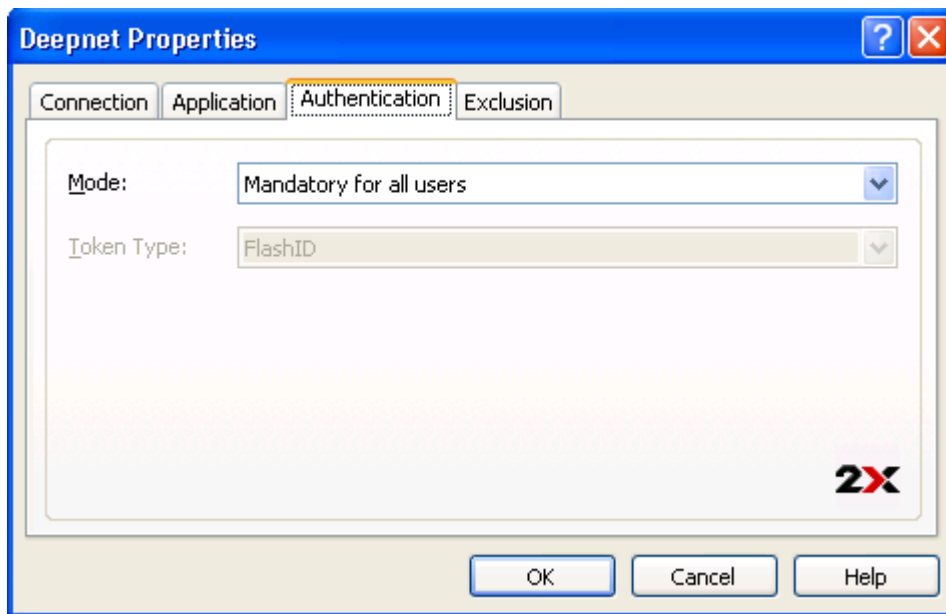 Deepnet Properties
Connection Application Authentication Exclusion
Mode: Mandatory for all users
Token Type: FlashID
2X
OK Cancel Help